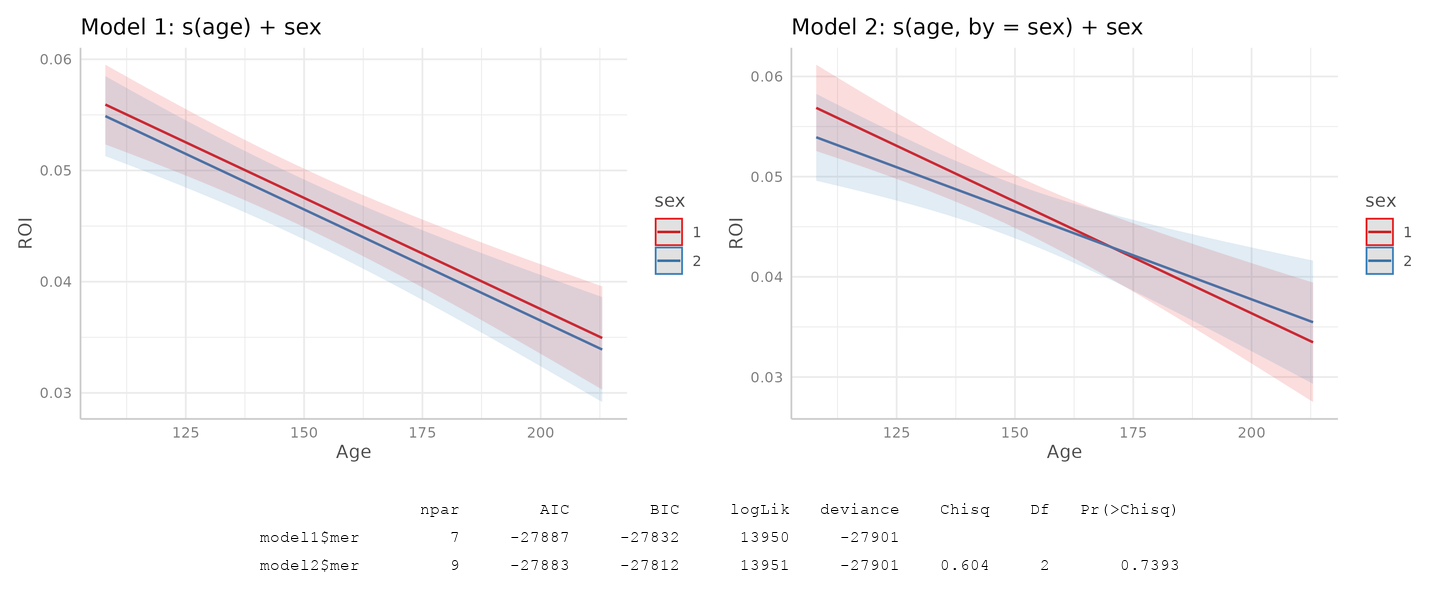 Model 1: s(age) + sex
0.06
0.05
0.04
0.03
ROI
125 150 175 200
Age
sex
1
2
Model 2: s(age, by = sex) + sex
0.06
0.05
0.04
0.03
ROI
125 150 175 200
Age
sex
1
2
npar AIC BIC logLik deviance Chisq Df Pr(>Chisq)
model1$mer 7 -27887 -27832 13950 -27901
model2$mer 9 -27883 -27812 13951 -27901 0.604 2 0.7393